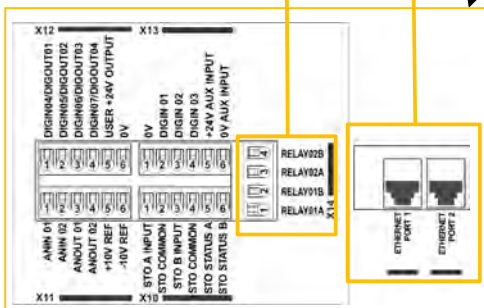 X12
X13
DIGIN04/DIGOUT01
DIGIN05/DIGOUT02
DIGIN06/DIGOUT03
DIGIN07/DIGOUT04
USER +24V OUTPUT
0V
0V
DIGIN 01
DIGIN 02
DIGIN 03
+24V AUX INPUT
0V AUX INPUT
1 2 3 4 5 6
1 2 3 4 5 6
4 RELAY02B
3 RELAY02A
2 RELAY01B
1 RELAY01A
X14
1 2 3 4 5 6
1 2 3 4 5 6
ANIN 01
ANIN 02
ANOUT 01
ANOUT 02
+10V REF
-10V REF
STO A INPUT
STO COMMON
STO B INPUT
STO COMMON
STO STATUS A
STO STATUS B
X11
X10
ETHERNET
PORT 1
ETHERNET
PORT 2